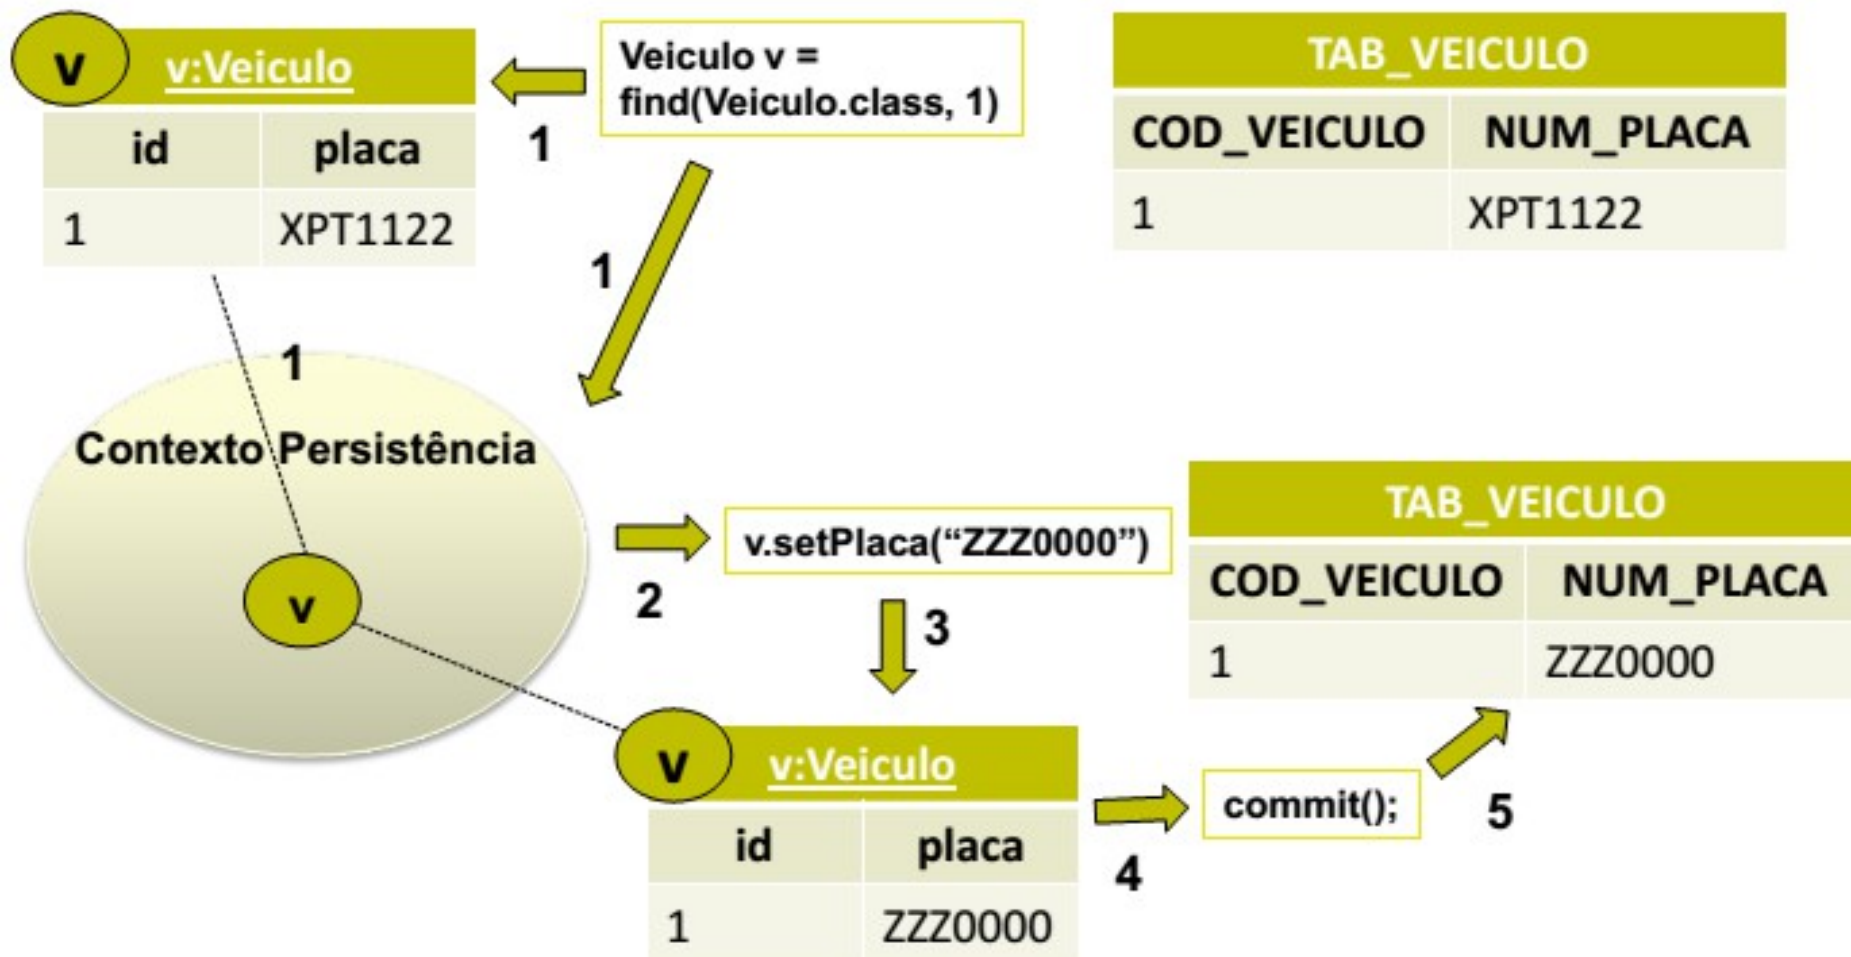 v
v:Veiculo
id placa
1 XPT1122
1
Veiculo v =
find(Veiculo.class, 1)
TAB_VEICULO
COD_VEICULO NUM_PLACA
1 XPT1122
1
1
Contexto Persistência
v
2
v.setPlaca(“ZZZ0000”)
3
TAB_VEICULO
COD_VEICULO NUM_PLACA
1 ZZZ0000
v
v:Veiculo
id placa
1 ZZZ0000
4
commit();
5